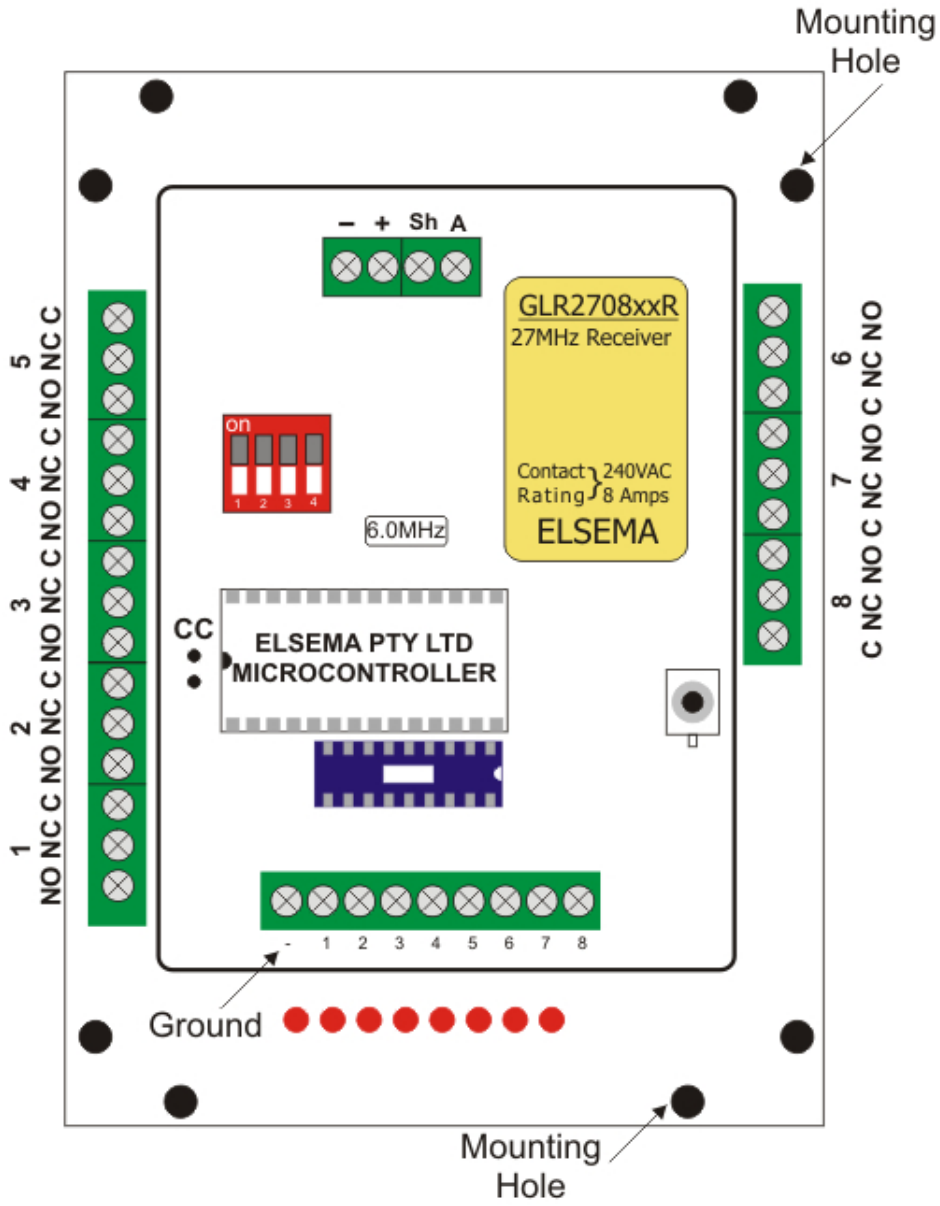 Mounting
Hole
- + Sh A
GLR2708xxR
27MHz Receiver
Contact } 240VAC
Rating } 8 Amps
ELSEMA
on
1 2 3 4
6.0MHz
CC
ELSEMA PTY LTD
MICROCONTROLLER
5
NO NC C
4
NO NC C
3
NO NC C
2
NO NC C
1
NO NC C
6
C NC NO
7
C NC NO
8
C NC NO
- 1 2 3 4 5 6 7 8
Ground
Mounting
Hole